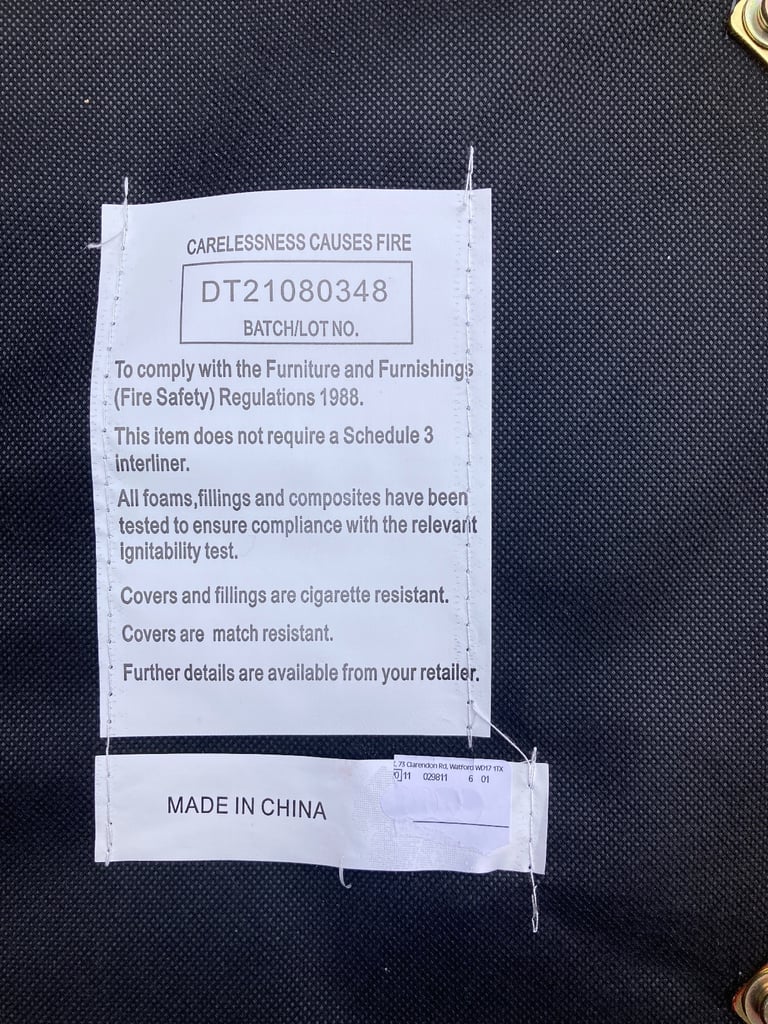 CARELESSNESS CAUSES FIRE
DT21080348
BATCH/LOT NO.
To comply with the Furniture and Furnishings
(Fire Safety) Regulations 1988.
This item does not require a Schedule 3
interliner.
All foams,fillings and composites have been
tested to ensure compliance with the relevant
ignitability test.
Covers and fillings are cigarette resistant.
Covers are match resistant.
Further details are available from your retailer.
73 Clarendon Rd, Watford WD17 1TX
11 029811 6 01
MADE IN CHINA